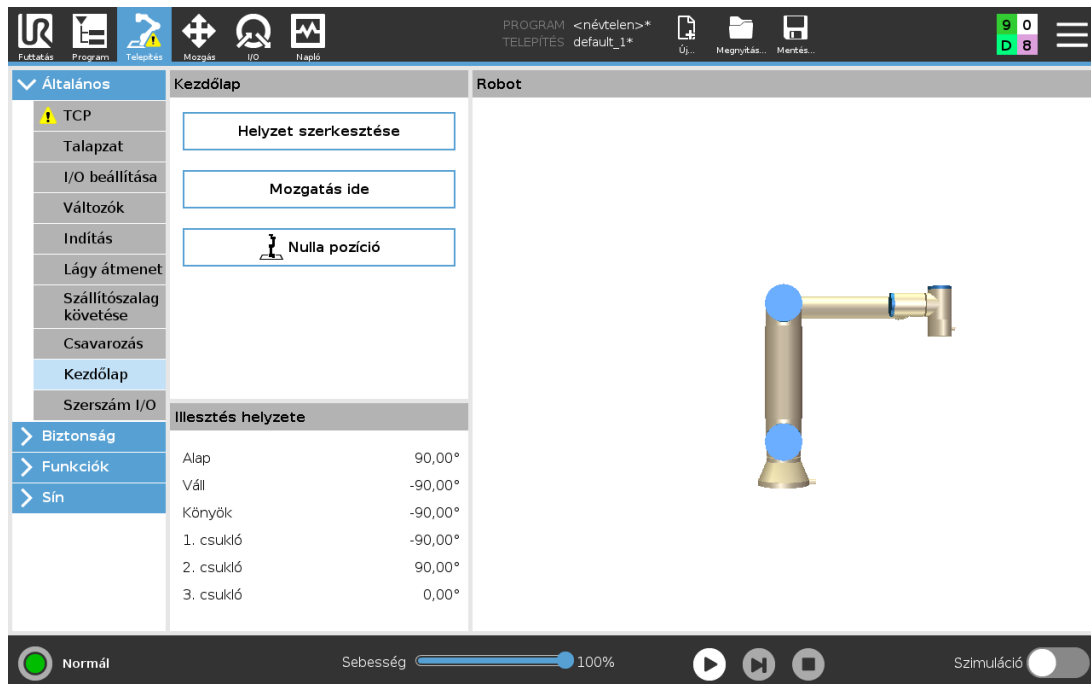 PROGRAM <névtelen>*
TELEPÍTÉS default_1*
Futtatás Program Telepítés Mozgás I/O Napló
Új... Megnyitás... Mentés...
9 0
D 8
Általános
TCP
Talapzat
I/O beállítása
Változók
Indítás
Lágy átmenet
Szállítószalag
követése
Csavarozás
Kezdőlap
Szerszám I/O
Biztonság
Funkciók
Sín
Kezdőlap
Helyzet szerkesztése
Mozgatás ide
Nulla pozíció
Illesztés helyzete
Alap 90,00°
Váll -90,00°
Könyök -90,00°
1. csukló -90,00°
2. csukló 90,00°
3. csukló 0,00°
Robot
Normál
Sebesség 100%
Szimuláció